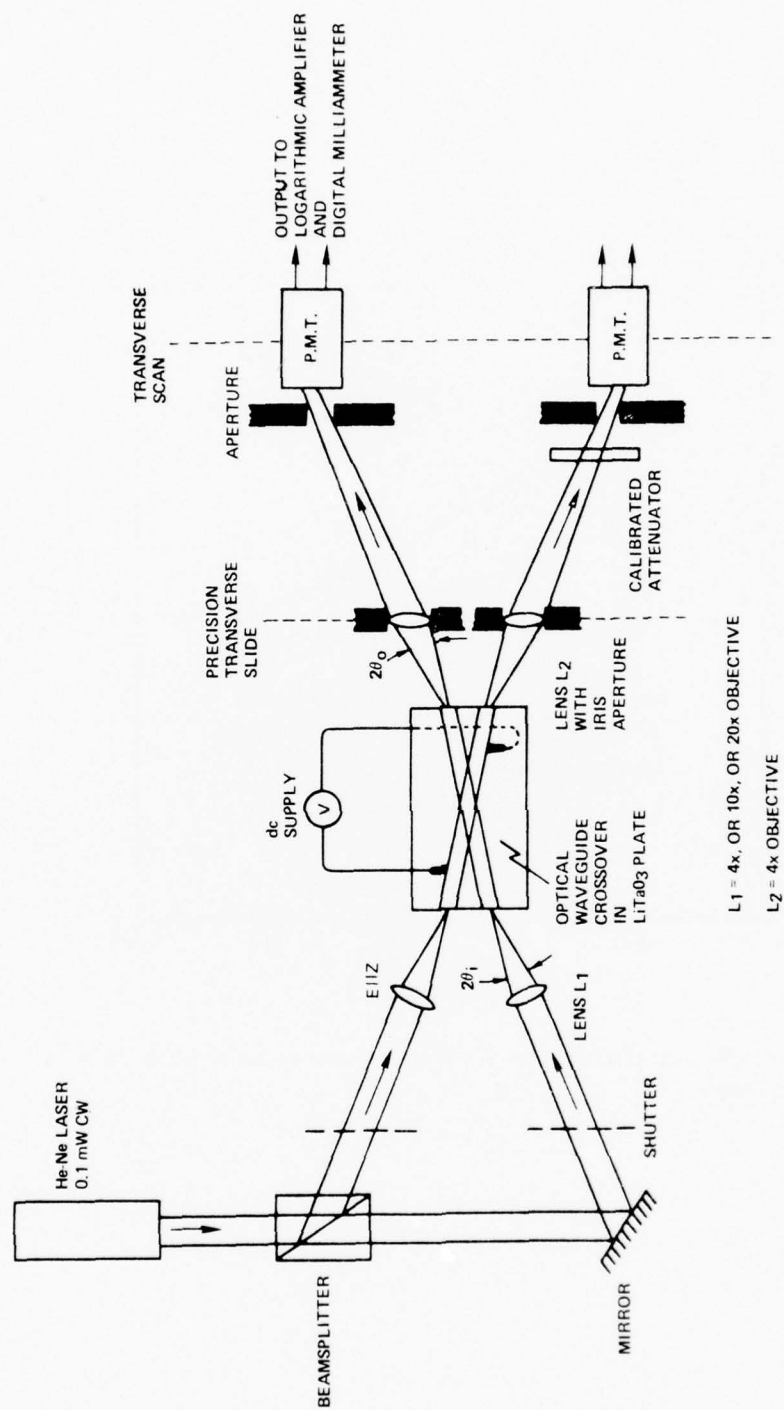 He-Ne LASER
0.1 mW CW
BEAMSPLITTER
MIRROR
SHUTTER
E||Z
2θi
LENS L1
dc
SUPPLY
V
OPTICAL
WAVEGUIDE
CROSSOVER
IN
LiTaO3 PLATE
PRECISION
TRANSVERSE
SLIDE
2θo
LENS L2
WITH
IRIS
APERTURE
CALIBRATED
ATTENUATOR
APERTURE
TRANSVERSE
SCAN
P.M.T.
P.M.T.
OUTPUT TO
LOGARITHMIC AMPLIFIER
AND
DIGITAL MILLIAMMETER
L1 = 4x, OR 10x, OR 20x OBJECTIVE
L2 = 4x OBJECTIVE